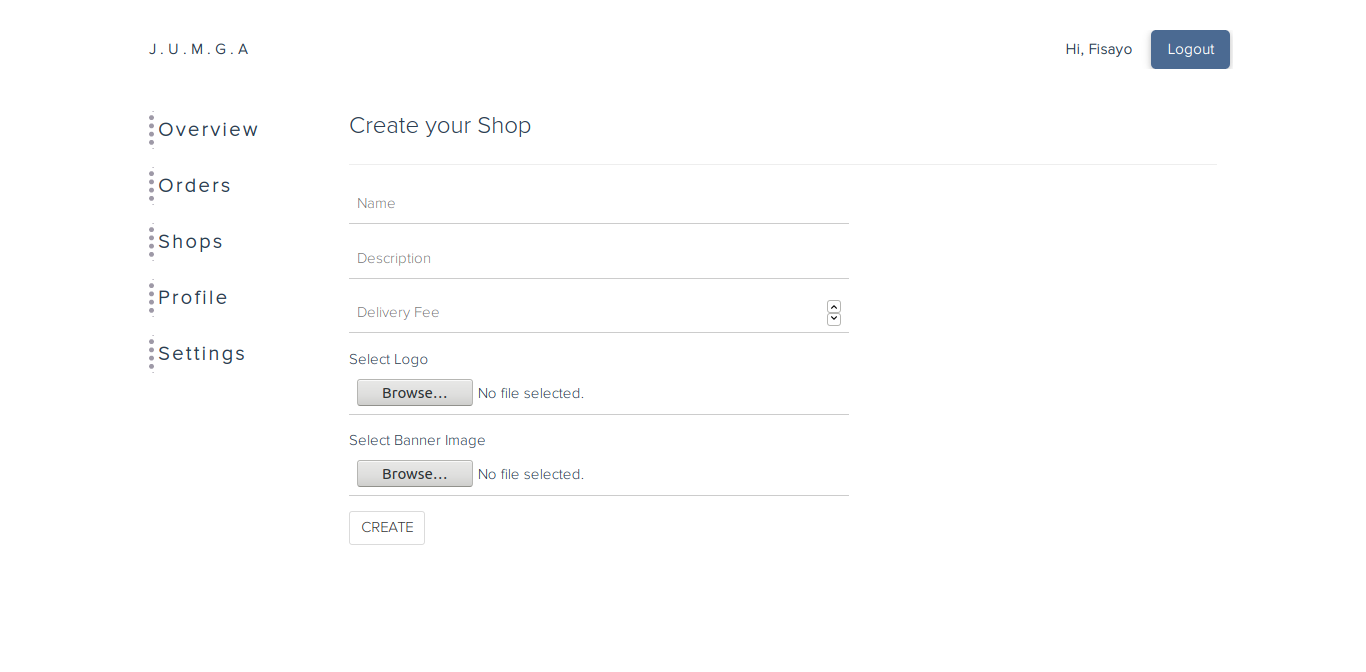 J.U.M.G.A
Hi, Fisayo
Logout
Overview
Orders
Shops
Profile
Settings
Create your Shop
Name
Description
Delivery Fee
Select Logo
Browse... No file selected.
Select Banner Image
Browse... No file selected.
CREATE